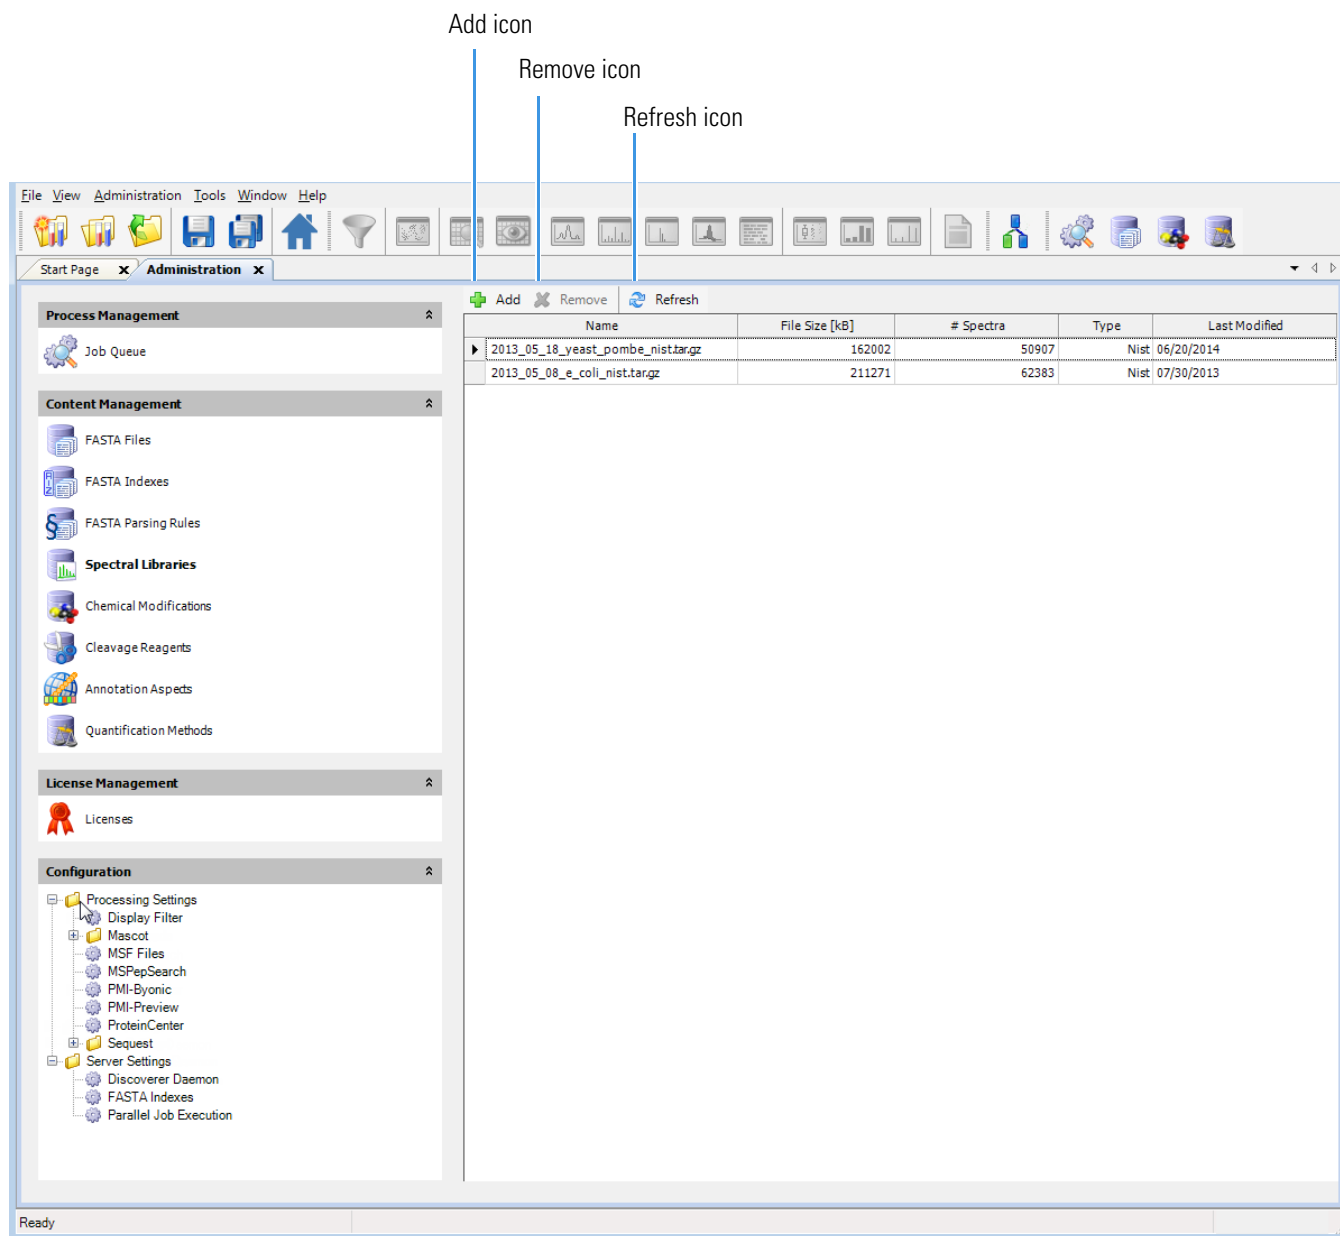 Add icon
Remove icon
Refresh icon
File View Administration Tools Window Help
Start Page x Administration x
Add Remove Refresh
Name File Size [kB] # Spectra Type Last Modified
2013_05_18_yeast_pombe_nist.tar.gz 162002 50907 Nist 06/20/2014
2013_05_08_e_coli_nist.tar.gz 211271 62383 Nist 07/30/2013
Process Management
Job Queue
Content Management
FASTA Files
FASTA Indexes
FASTA Parsing Rules
Spectral Libraries
Chemical Modifications
Cleavage Reagents
Annotation Aspects
Quantification Methods
License Management
Licenses
Configuration
Processing Settings
Display Filter
Mascot
MSF Files
MSPepSearch
PMI-Byonic
PMI-Preview
ProteinCenter
Sequest
Server Settings
Discoverer Daemon
FASTA Indexes
Parallel Job Execution
Ready